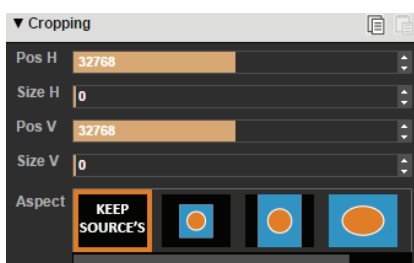 ▼ Cropping
Pos H 32768
Size H 0
Pos V 32768
Size V 0
Aspect KEEP
SOURCE'S